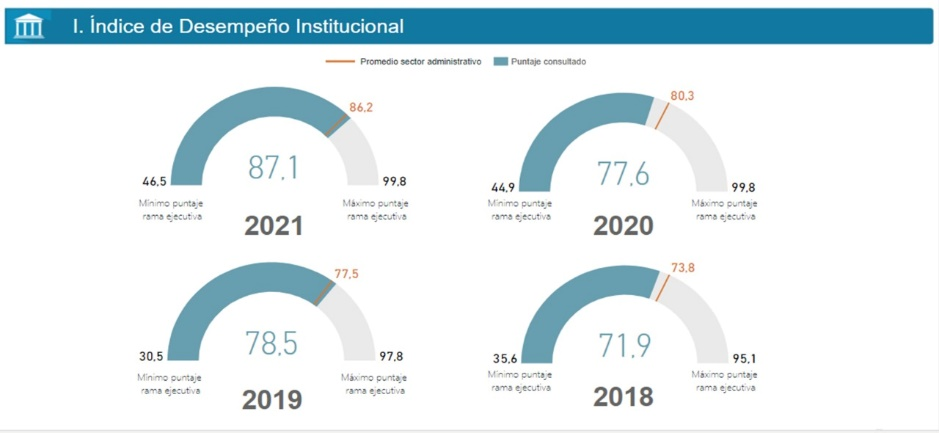 I. Índice de Desempeño Institucional
Promedio sector administrativo
Puntaje consultado
86,2
87,1
46,5
99,8
Mínimo puntaje
rama ejecutiva
Máximo puntaje
rama ejecutiva
2021
80,3
77,6
44,9
99,8
Mínimo puntaje
rama ejecutiva
Máximo puntaje
rama ejecutiva
2020
77,5
78,5
30,5
97,8
Mínimo puntaje
rama ejecutiva
Máximo puntaje
rama ejecutiva
2019
73,8
71,9
35,6
95,1
Mínimo puntaje
rama ejecutiva
Máximo puntaje
rama ejecutiva
2018